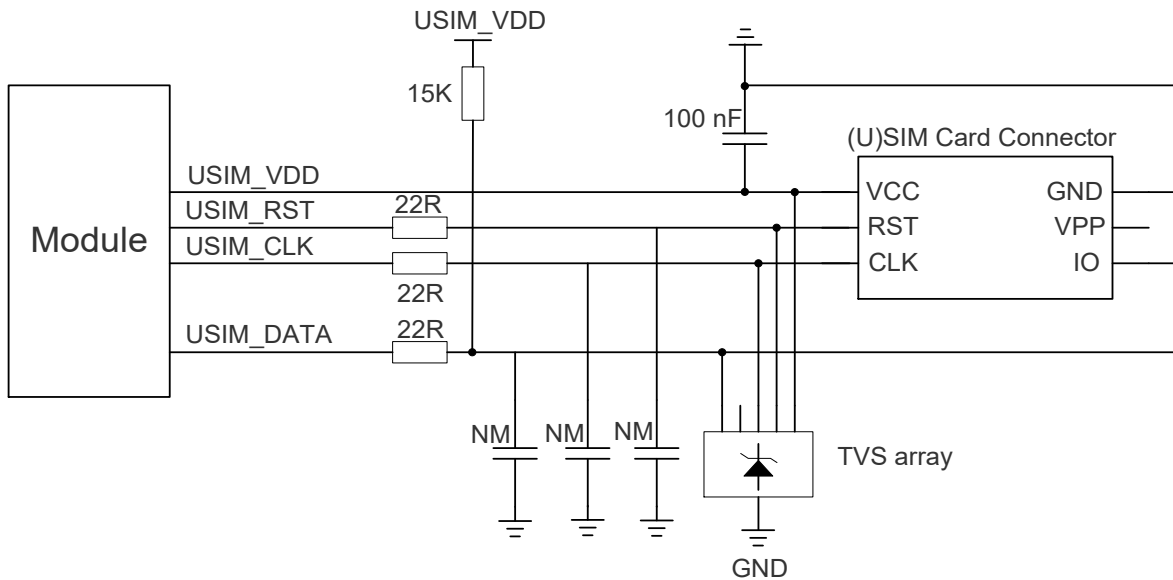 USIM_VDD
15K
100 nF
(U)SIM Card Connector
USIM_VDD
VCC
GND
USIM_RST
22R
RST
VPP
Module
USIM_CLK
22R
CLK
IO
USIM_DATA
22R
NM
NM
NM
TVS array
GND